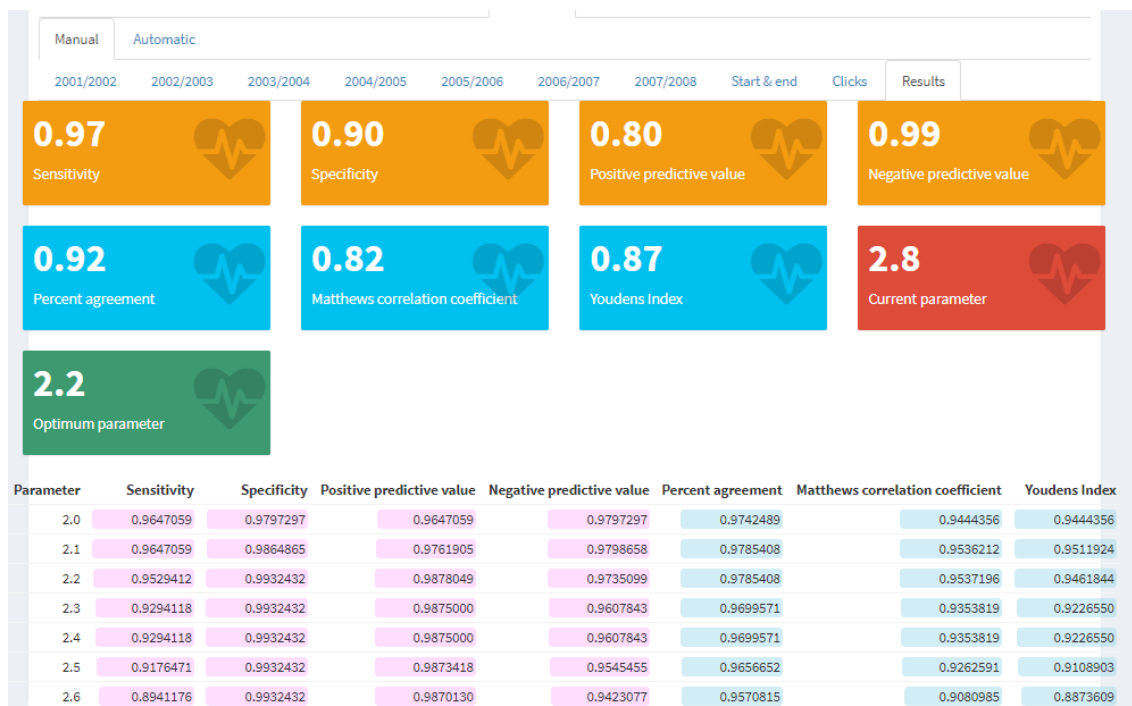 Manual Automatic
2001/2002 2002/2003 2003/2004 2004/2005 2005/2006 2006/2007 2007/2008 Start & end Clicks Results
0.97 0.90 0.80 0.99
Sensitivity Specificity Positive predictive value Negative predictive value
0.92 0.82 0.87 2.8
Percent agreement Matthews correlation coefficient Youdens Index Current parameter
2.2
Optimum parameter
Parameter Sensitivity Specificity Positive predictive value Negative predictive value Percent agreement Matthews correlation coefficient Youdens Index
2.0 0.9647059 0.9797297 0.9647059 0.9797297 0.9742489 0.9444356 0.9444356
2.1 0.9647059 0.9864865 0.9761905 0.9798658 0.9785408 0.9536212 0.9511924
2.2 0.9529412 0.9932432 0.9878049 0.9735099 0.9785408 0.9537196 0.9461844
2.3 0.9294118 0.9932432 0.9875000 0.9607843 0.9699571 0.9353819 0.9226550
2.4 0.9294118 0.9932432 0.9875000 0.9607843 0.9699571 0.9353819 0.9226550
2.5 0.9176471 0.9932432 0.9873418 0.9545455 0.9656652 0.9262591 0.9108903
2.6 0.8941176 0.9932432 0.9870130 0.9423077 0.9570815 0.9080985 0.8873609